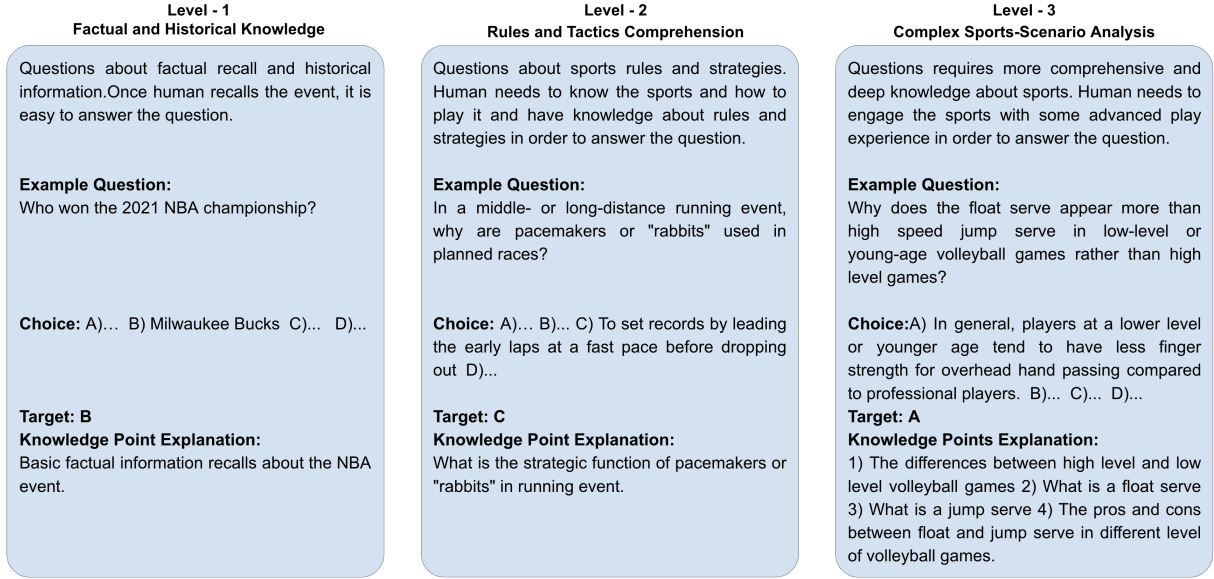 Level - 1
Factual and Historical Knowledge
Questions about factual recall and historical
information.Once human recalls the event, it is
easy to answer the question.
Example Question:
Who won the 2021 NBA championship?
Choice: A)... B) Milwaukee Bucks C)... D)...
Target: B
Knowledge Point Explanation:
Basic factual information recalls about the NBA
event.
Level - 2
Rules and Tactics Comprehension
Questions about sports rules and strategies.
Human needs to know the sports and how to
play it and have knowledge about rules and
strategies in order to answer the question.
Example Question:
In a middle- or long-distance running event,
why are pacemakers or "rabbits" used in
planned races?
Choice: A)... B)... C) To set records by leading
the early laps at a fast pace before dropping
out D)...
Target: C
Knowledge Point Explanation:
What is the strategic function of pacemakers or
"rabbits" in running event.
Level - 3
Complex Sports-Scenario Analysis
Questions requires more comprehensive and
deep knowledge about sports. Human needs to
engage the sports with some advanced play
experience in order to answer the question.
Example Question:
Why does the float serve appear more than
high speed jump serve in low-level or
young-age volleyball games rather than high
level games?
Choice:A) In general, players at a lower level
or younger age tend to have less finger
strength for overhead hand passing compared
to professional players. B)... C)... D)...
Target: A
Knowledge Points Explanation:
1) The differences between high level and low
level volleyball games 2) What is a float serve
3) What is a jump serve 4) The pros and cons
between float and jump serve in different level
of volleyball games.